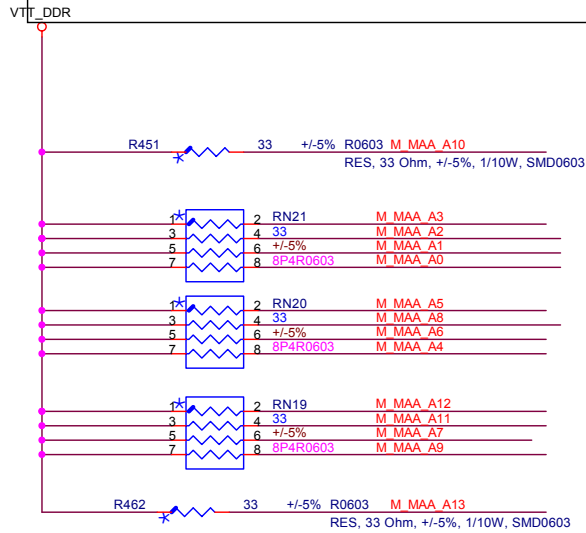 VTT_DDR
R451 33 +/-5% R0603 M_MAA_A10
RES, 33 Ohm, +/-5%, 1/10W, SMD0603
1 2 RN21 M_MAA_A3
3 4 33 M_MAA_A2
5 6 +/-5% M_MAA_A1
7 8 8P4R0603 M_MAA_A0
1 2 RN20 M_MAA_A5
3 4 33 M_MAA_A8
5 6 +/-5% M_MAA_A6
7 8 8P4R0603 M_MAA_A4
1 2 RN19 M_MAA_A12
3 4 33 M_MAA_A11
5 6 +/-5% M_MAA_A7
7 8 8P4R0603 M_MAA_A9
R462 33 +/-5% R0603 M_MAA_A13
RES, 33 Ohm, +/-5%, 1/10W, SMD0603